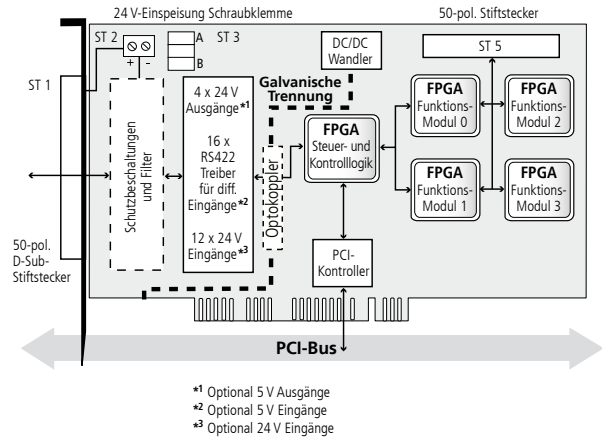 24 V-Einspeisung Schraubklemme
50-pol. Stiftstecker
ST 2
A
ST 3
B
+ -
DC/DC
Wandler
ST 5
ST 1
Galvanische
Trennung
Schutzbeschaltungen
und Filter
4 x 24 V
Ausgänge*1
16 x
RS422
Treiber
für diff.
Eingänge*2
12 x 24 V
Eingänge*3
Optokoppler
FPGA
Steuer- und
Kontrolllogik
FPGA
Funktions-
Modul 0
FPGA
Funktions-
Modul 2
FPGA
Funktions-
Modul 1
FPGA
Funktions-
Modul 3
PCI-
Kontroller
50-pol.
D-Sub-
Stiftstecker
PCI-Bus
*1 Optional 5 V Ausgänge
*2 Optional 5 V Eingänge
*3 Optional 24 V Eingänge